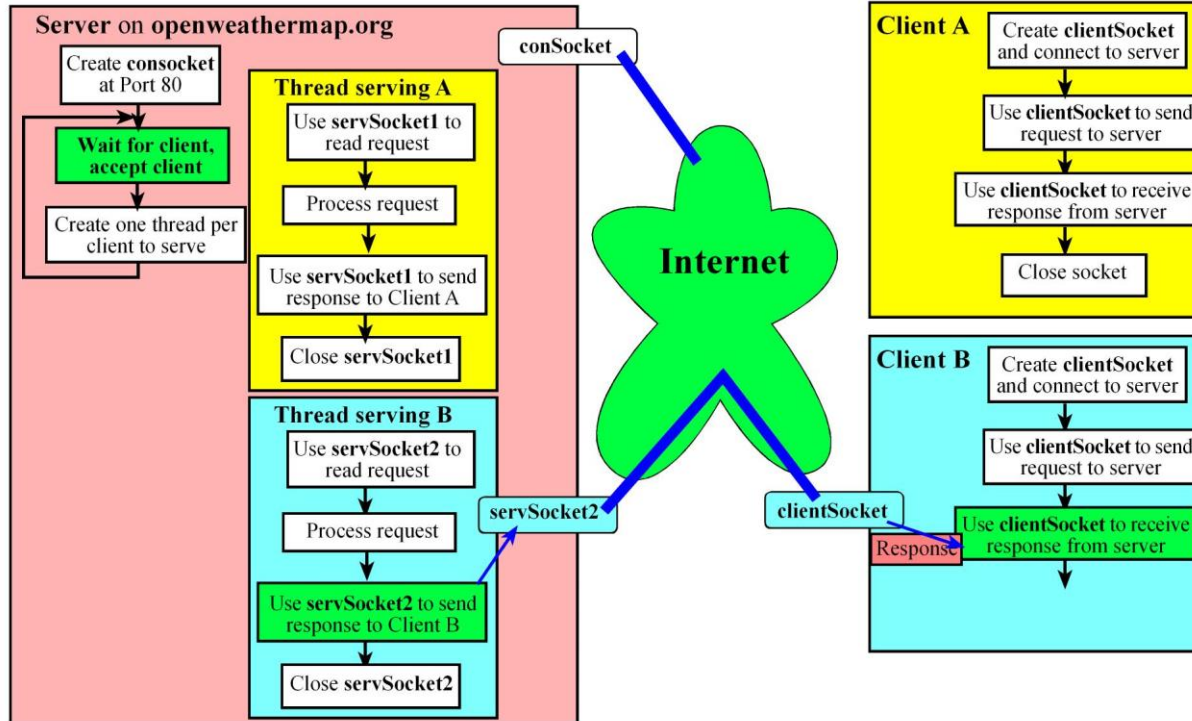 Server on openweathermap.org
Create consocket
at Port 80
Wait for client,
accept client
Create one thread per
client to serve
Thread serving A
Use servSocket1 to
read request
Process request
Use servSocket1 to send
response to Client A
Close servSocket1
Thread serving B
Use servSocket2 to
read request
Process request
Use servSocket2 to send
response to Client B
Close servSocket2
conSocket
Internet
servSocket2
clientSocket
Client A
Create clientSocket
and connect to server
Use clientSocket to send
request to server
Use clientSocket to receive
response from server
Close socket
Client B
Create clientSocket
and connect to server
Use clientSocket to send
request to server
Use clientSocket to receive
response from server
Response